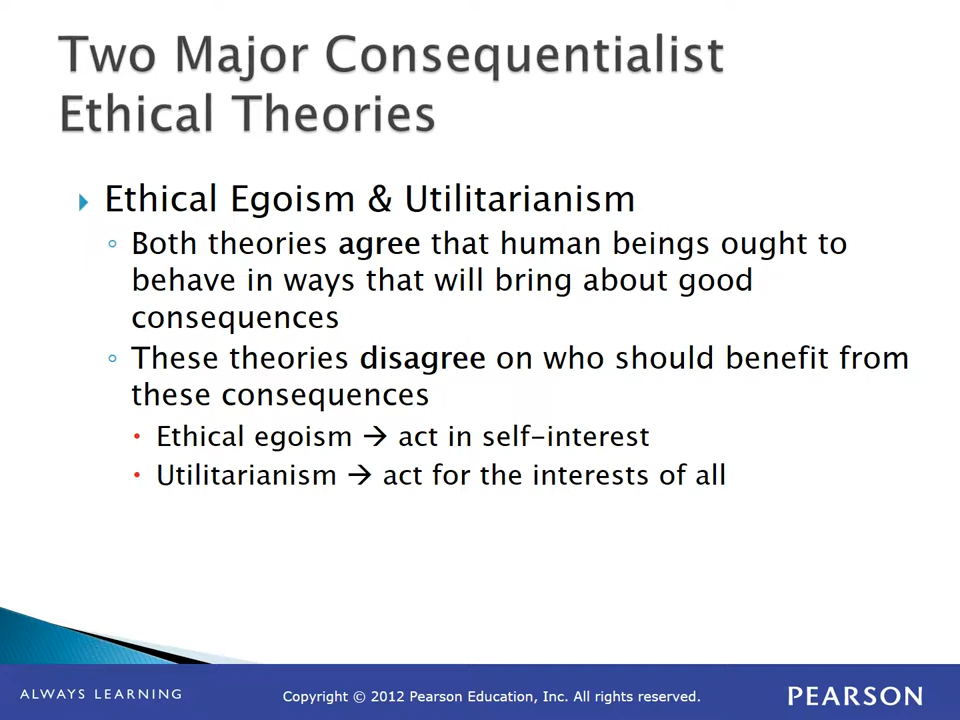 Two Major Consequentialist
Ethical Theories
Ethical Egoism & Utilitarianism
Both theories agree that human beings ought to
behave in ways that will bring about good
consequences
These theories disagree on who should benefit from
these consequences
Ethical egoism → act in self-interest
Utilitarianism → act for the interests of all
ALWAYS LEARNING
Copyright © 2012 Pearson Education, Inc. All rights reserved.
PEARSON